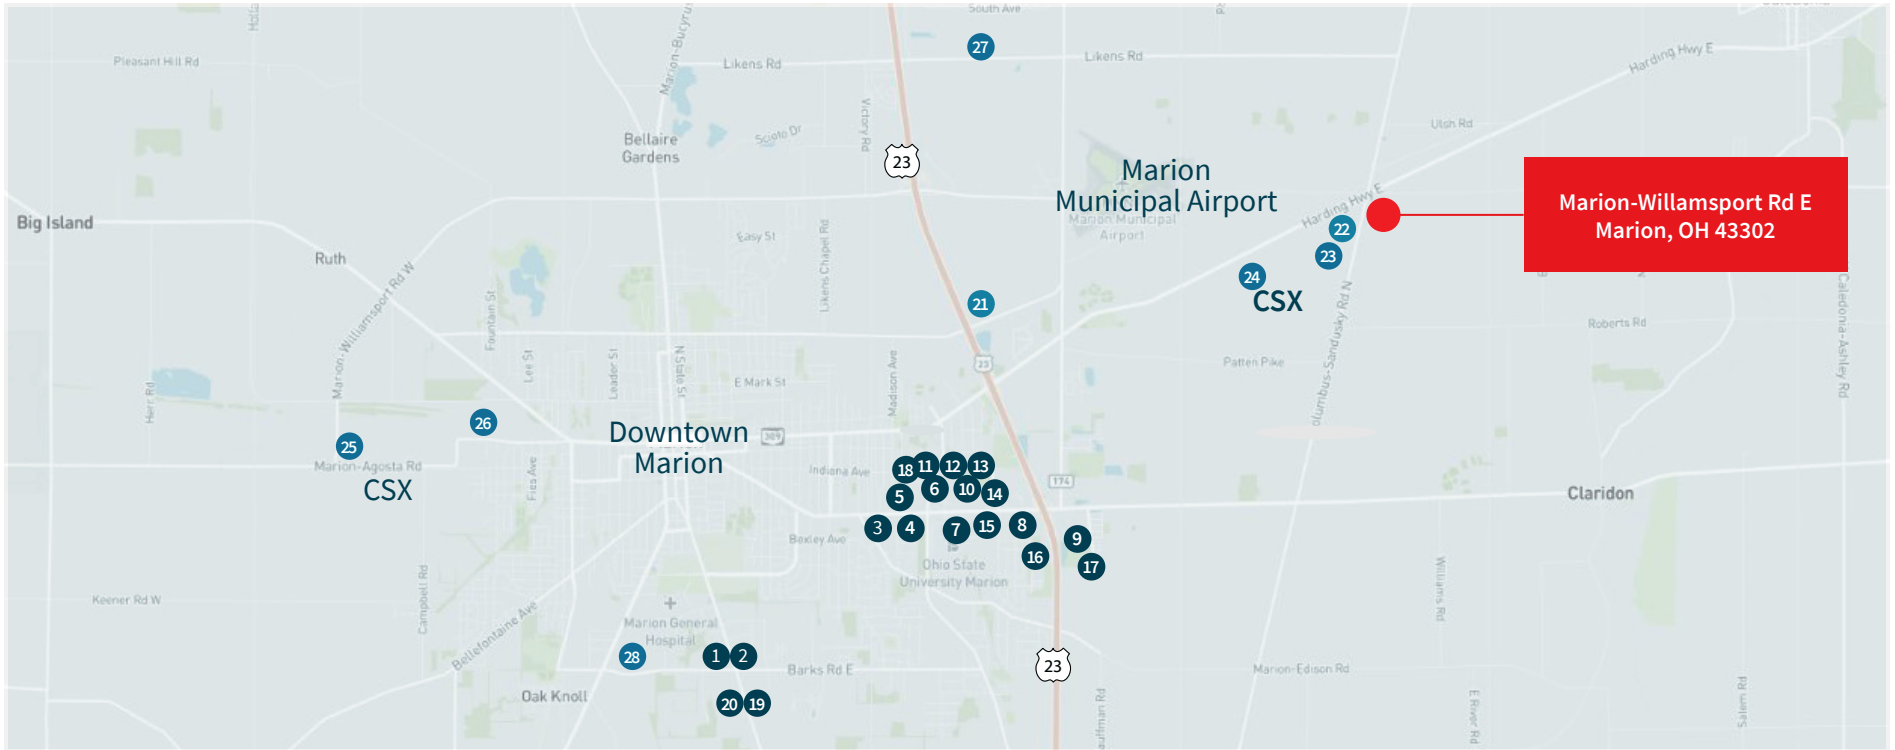 South Ave
27
Pleasant Hill Rd
Likens Rd
Likens Rd
Harding Hwy E
Marion-Bucyrus
Victory Rd
Scioto Dr
Ulsh Rd
Bellaire
Gardens
23
Marion
Municipal Airport
Marion Municipal
Airport
Harding Hwy E
Marion-Willamsport Rd E
Marion, OH 43302
22
23
24
CSX
Big Island
Ruth
Easy St
Likens Chapel Rd
Marion-Williamsport Rd W
Fountain St
21
Columbus-Sandusky Rd N
Roberts Rd
Caledonia-Ashley Rd
23
Patten Pike
Herr Rd
Lee St
Leader St
N State St
E Mark St
Madison Ave
26
25
Marion-Agosta Rd
CSX
Downtown
Marion
309
Fies Ave
Indiana Ave
18
11
12
13
5
6
10
14
174
Claridon
3
4
7
15
8
9
16
17
Bexley Ave
Ohio State
University Marion
Keener Rd W
Campbell Rd
Bellefontaine Ave
Marion General
Hospital
Williams Rd
28
1
2
Barks Rd E
23
Marion-Edison Rd
Oak Knoll
20
19
E River Rd
Salem Rd